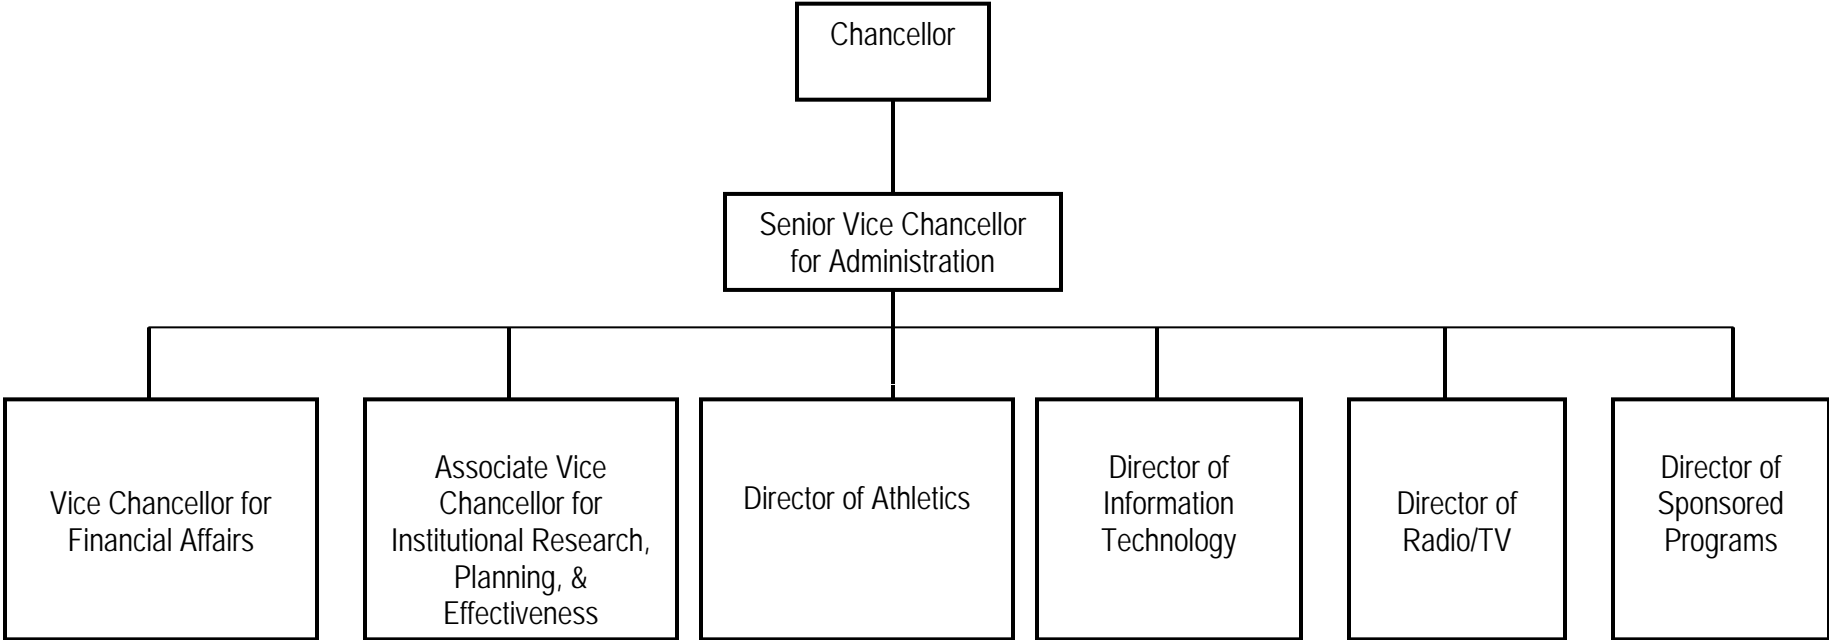 Chancellor
Senior Vice Chancellor
for Administration
Vice Chancellor for
Financial Affairs
Associate Vice
Chancellor for
Institutional Research,
Planning, &
Effectiveness
Director of Athletics
Director of
Information
Technology
Director of
Radio/TV
Director of
Sponsored
Programs